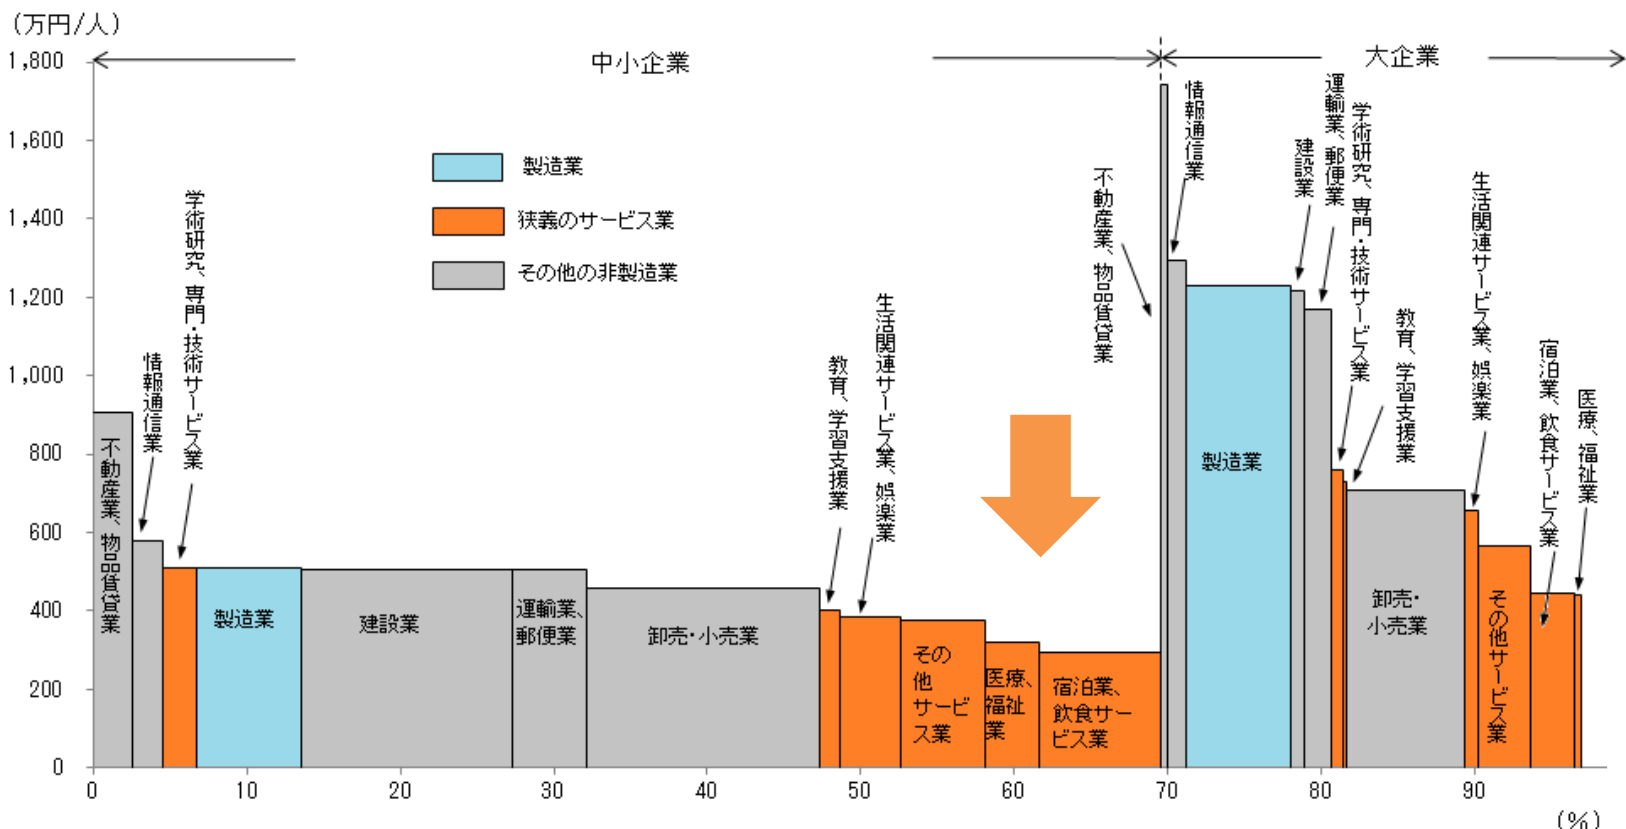 （万円/人）
1,800
1,600
1,400
1,200
1,000
800
600
400
200
0
中小企業
大企業
製造業
狭義のサービス業
その他の非製造業
不動産業、物品賃貸業
情報通信業
学術研究、専門・技術サービス業
製造業
建設業
運輸業、
郵便業
卸売・小売業
教育、学習支援業
生活関連サービス業、娯楽業
その
他
サービ
ス業
医療、
福祉
業
宿泊業、
飲食サー
ビス業
不動産業、物品賃貸業
情報通信業
製造業
建設業
運輸業、郵便業
学術研究、専門・技術サービス業
教育、学習支援業
卸売・
小売業
生活関連サービス業、娯楽業
その他サービス業
宿泊業、飲食サービス業
医療、福祉業
0 10 20 30 40 50 60 70 80 90
（％）